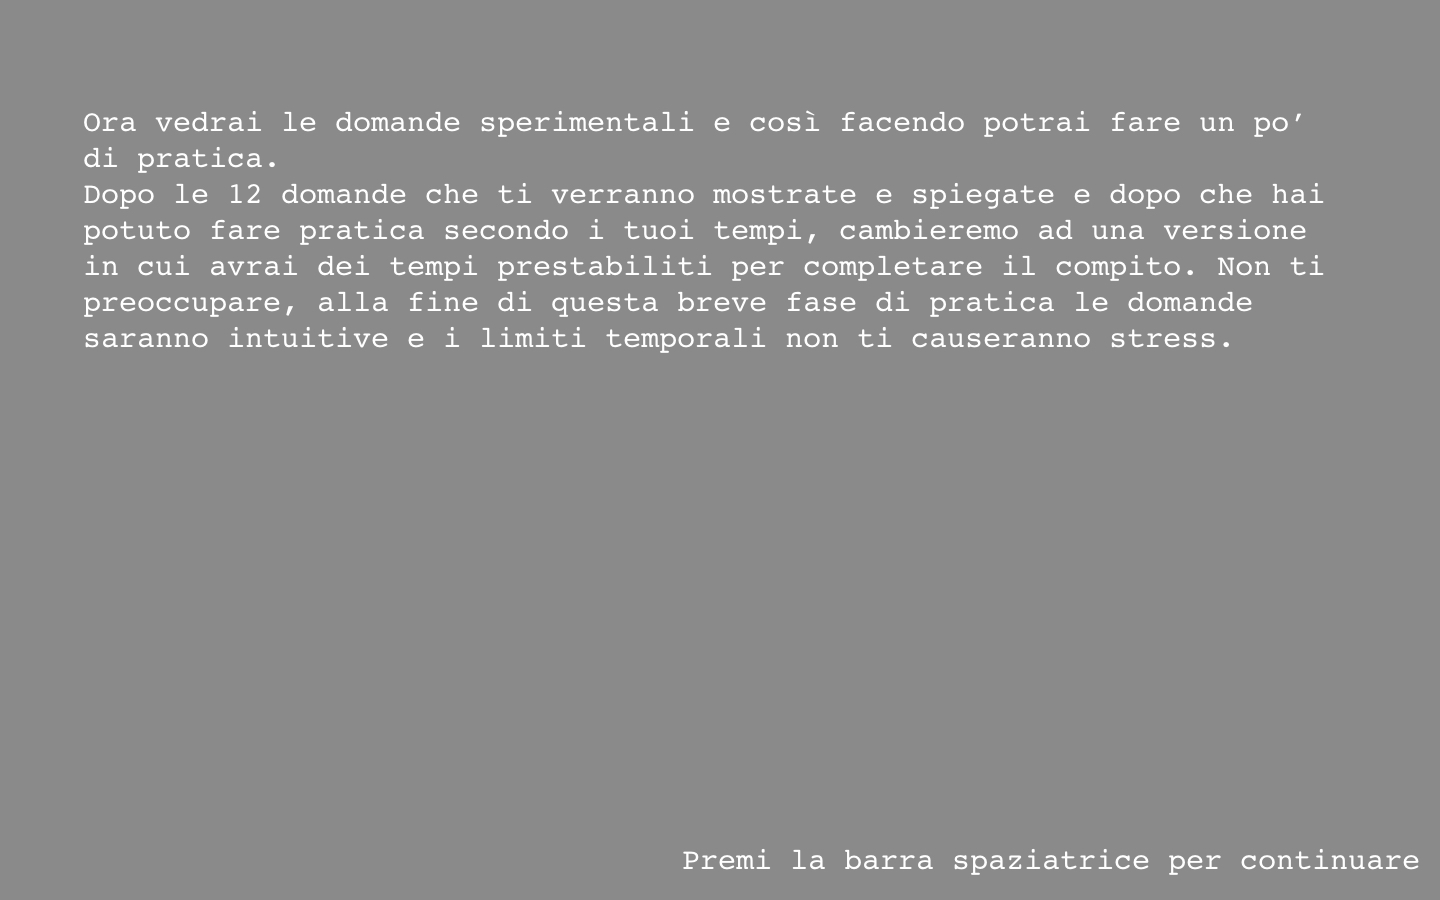 Ora vedrai le domande sperimentali e così facendo potrai fare un po’
di pratica.
Dopo le 12 domande che ti verranno mostrate e spiegate e dopo che hai
potuto fare pratica secondo i tuoi tempi, cambieremo ad una versione
in cui avrai dei tempi prestabiliti per completare il compito. Non ti
preoccupare, alla fine di questa breve fase di pratica le domande
saranno intuitive e i limiti temporali non ti causeranno stress.
Premi la barra spaziatrice per continuare